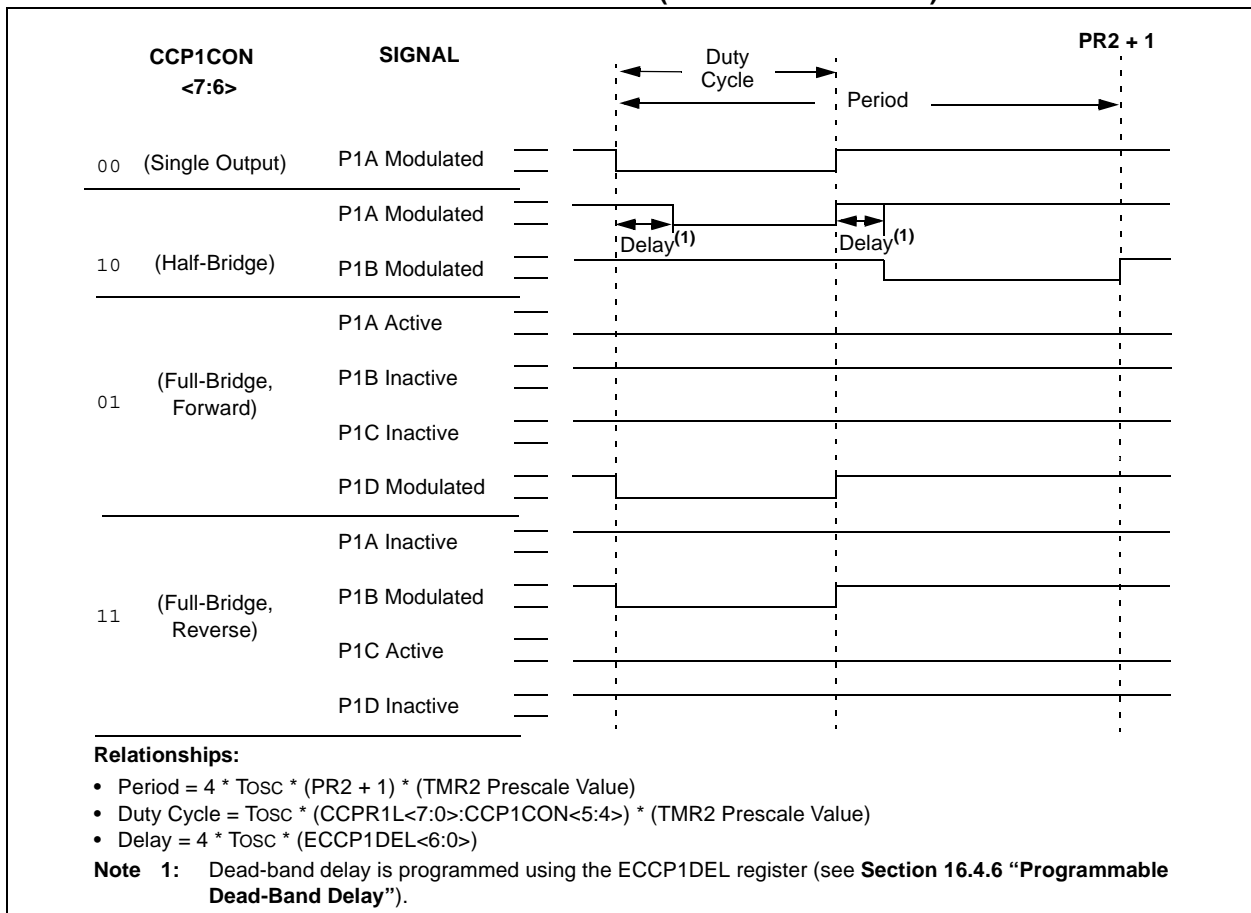 CCP1CON
<7:6>
SIGNAL
Duty
Cycle
PR2 + 1
Period
00 (Single Output) P1A Modulated
P1A Modulated
Delay(1) Delay(1)
10 (Half-Bridge) P1B Modulated
P1A Active
01 (Full-Bridge,
Forward)
P1B Inactive
P1C Inactive
P1D Modulated
P1A Inactive
11 (Full-Bridge,
Reverse)
P1B Modulated
P1C Active
P1D Inactive
Relationships:
• Period = 4 * TOSC * (PR2 + 1) * (TMR2 Prescale Value)
• Duty Cycle = TOSC * (CCPR1L<7:0>:CCP1CON<5:4>) * (TMR2 Prescale Value)
• Delay = 4 * TOSC * (ECCP1DEL<6:0>)
Note 1: Dead-band delay is programmed using the ECCP1DEL register (see Section 16.4.6 “Programmable
Dead-Band Delay”).